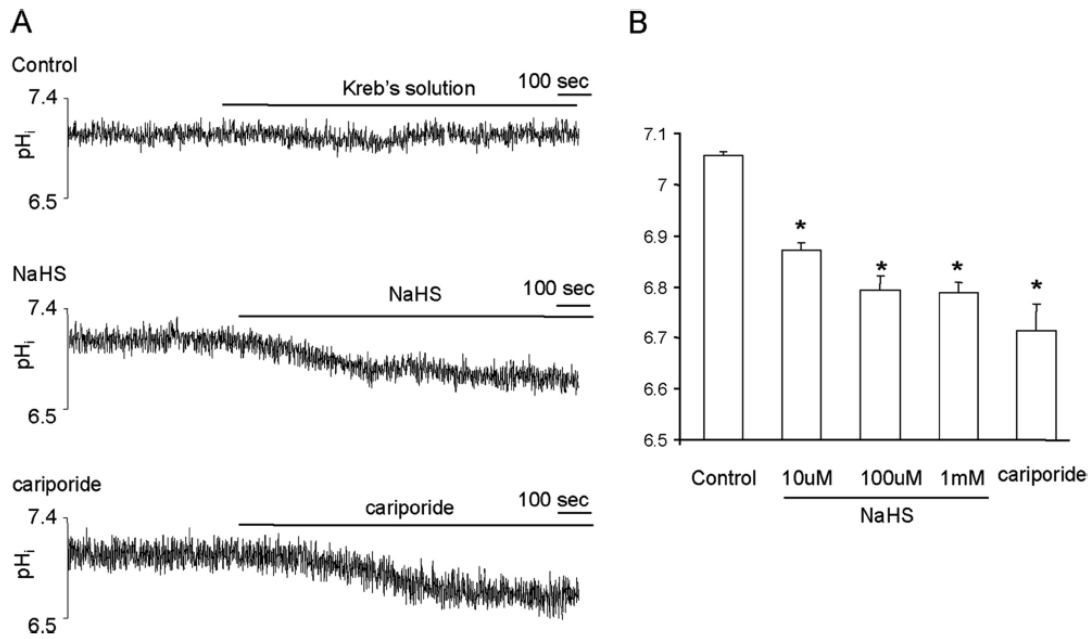 A
Control
7.4
pHi
6.5
Kreb's solution
100 sec
NaHS
7.4
pHi
6.5
NaHS
100 sec
cariporide
7.4
pHi
6.5
cariporide
100 sec
B
7.1
7
6.9
6.8
6.7
6.6
6.5
* * * *
Control 10uM 100uM 1mM cariporide
NaHS